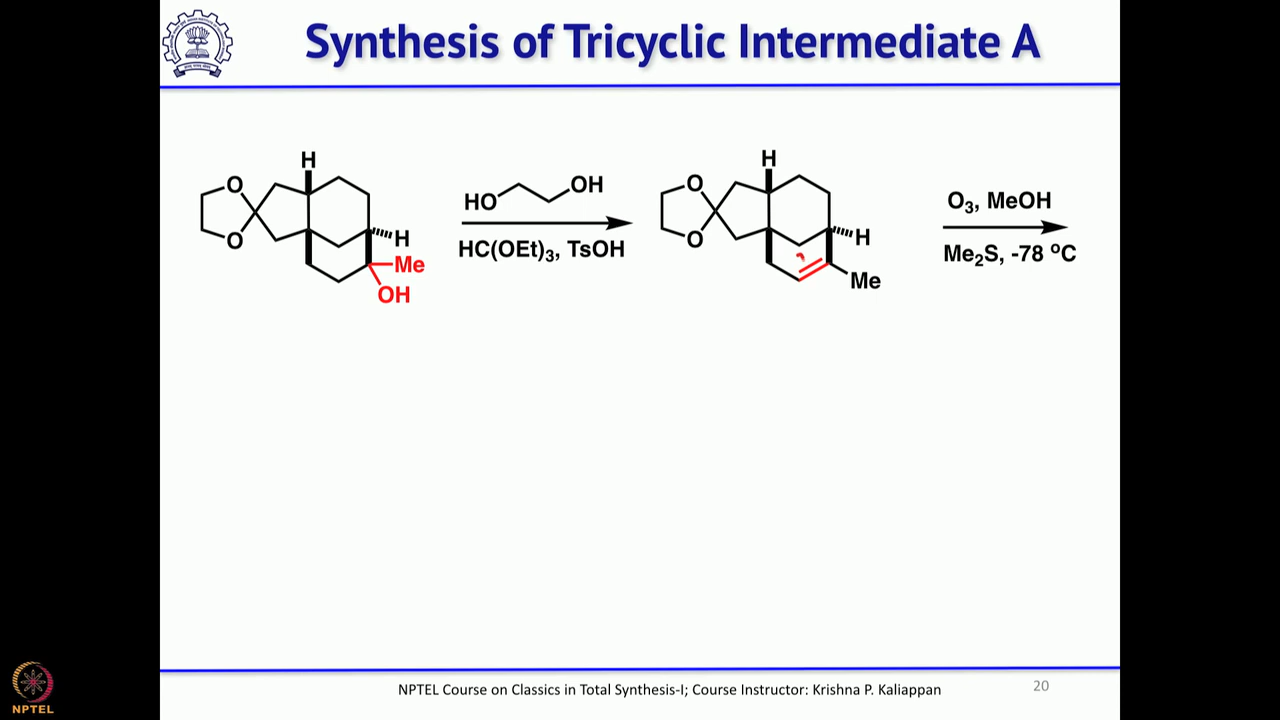 Synthesis of Tricyclic Intermediate A
H
O
O
H
Me
OH
HO
OH
HC(OEt)₃, TsOH
H
O
O
H
Me
O₃, MeOH
Me₂S, -78 ºC
NPTEL Course on Classics in Total Synthesis-I; Course Instructor: Krishna P. Kaliappan
20
NPTEL